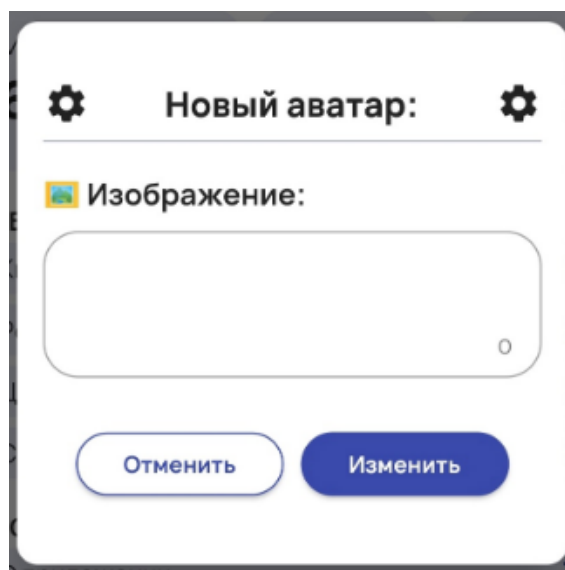 Новый аватар:
Изображение:
0
Отменить
Изменить